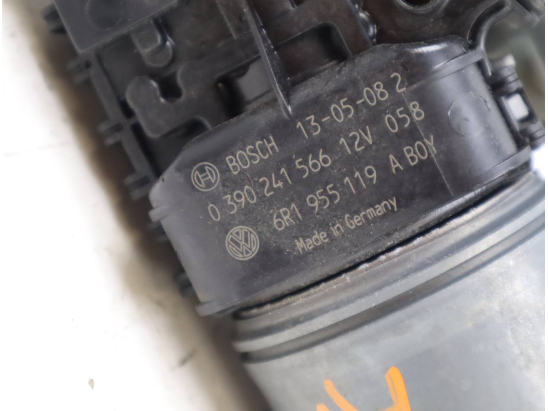 BOSCH 13-05-08 2
0 390 241 566 12V 058
6R1 955 119 A BOY
Made in Germany